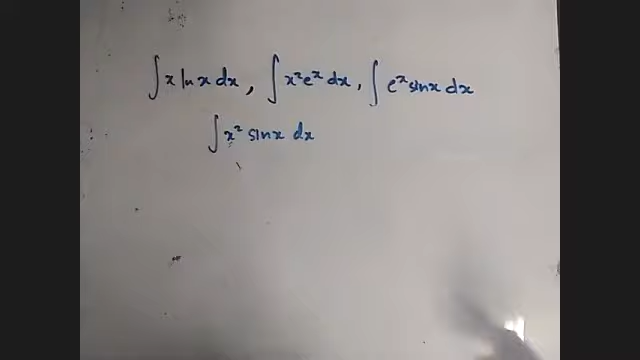 ∫ x ln x dx, ∫ x²eˣ dx, ∫ eˣ sinx dx
∫ x² sinx dx